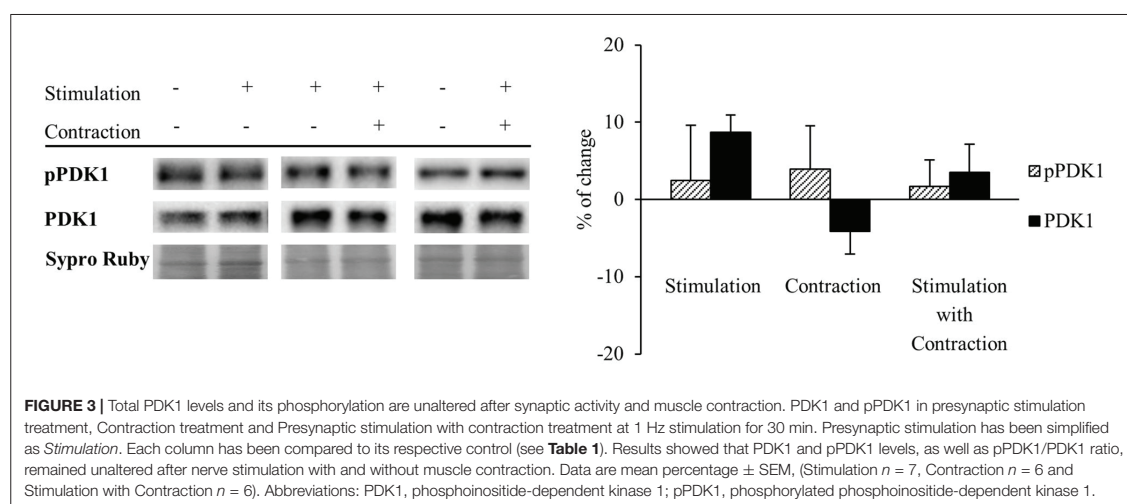 Stimulation - + + + - +
Contraction - - - + - +
pPDK1
PDK1
Sypro Ruby
20
10
0
-10
-20
% of change
Stimulation
Contraction
Stimulation
with
Contraction
pPDK1
PDK1
FIGURE 3 | Total PDK1 levels and its phosphorylation are unaltered after synaptic activity and muscle contraction. PDK1 and pPDK1 in presynaptic stimulation
treatment, Contraction treatment and Presynaptic stimulation with contraction treatment at 1 Hz stimulation for 30 min. Presynaptic stimulation has been simplified
as Stimulation. Each column has been compared to its respective control (see Table 1). Results showed that PDK1 and pPDK1 levels, as well as pPDK1/PDK1 ratio,
remained unaltered after nerve stimulation with and without muscle contraction. Data are mean percentage ± SEM, (Stimulation n = 7, Contraction n = 6 and
Stimulation with Contraction n = 6). Abbreviations: PDK1, phosphoinositide-dependent kinase 1; pPDK1, phosphorylated phosphoinositide-dependent kinase 1.